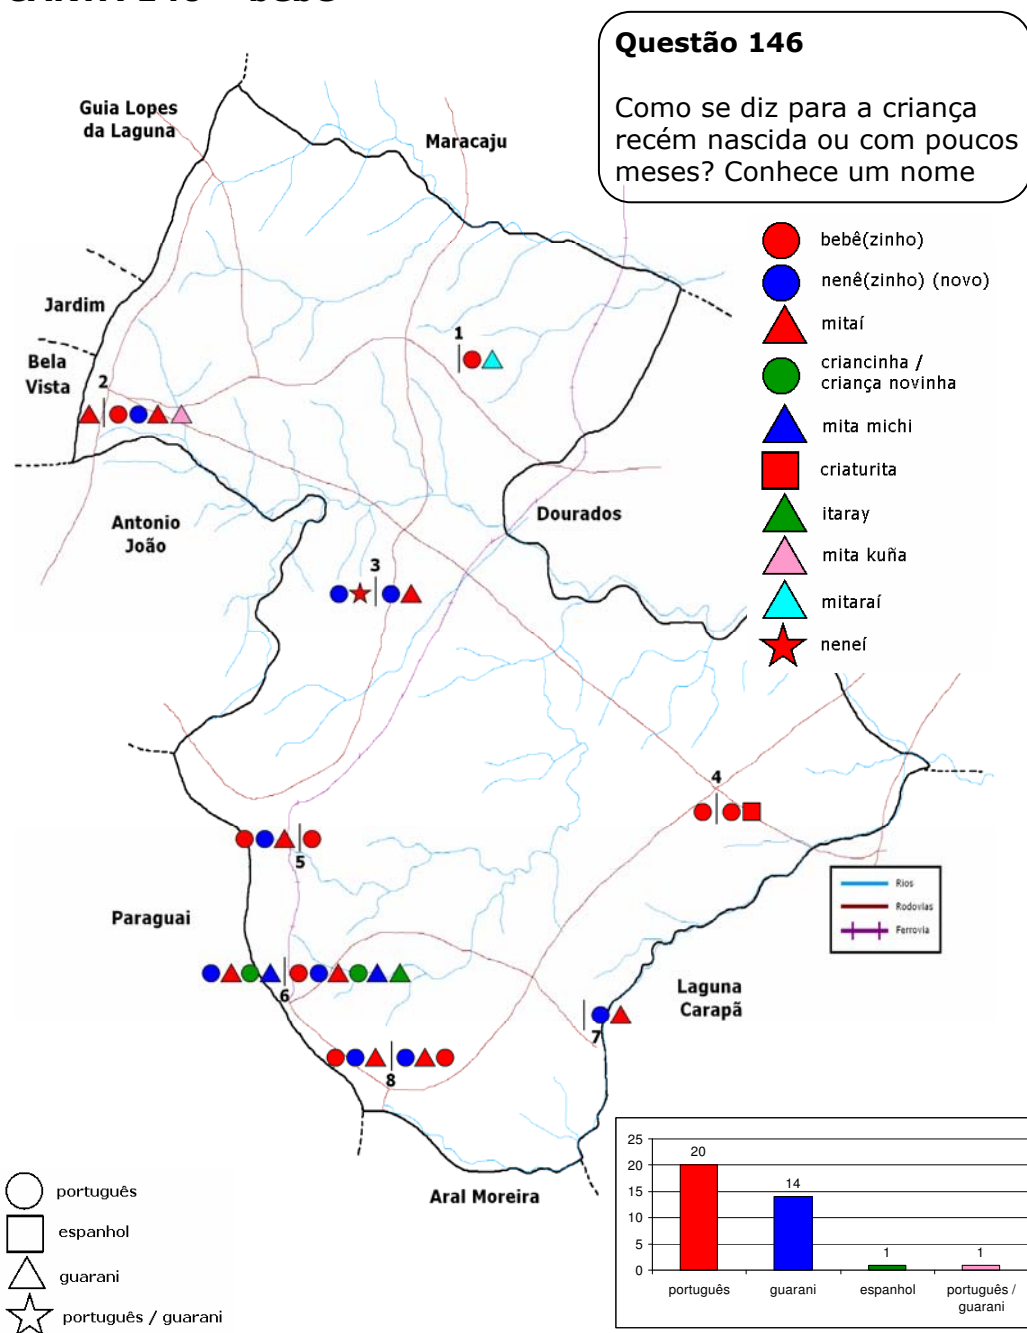 Questão 146
Como se diz para a criança
recém nascida ou com poucos
meses? Conhece um nome
Guia Lopes
da Laguna
Maracaju
Jardim
Bela
Vista
Antonio
João
Dourados
Paraguai
Laguna
Carapã
Aral Moreira
1
2
3
4
5
6
7
8
bebê(zinho)
nenê(zinho) (novo)
mitaí
criancinha /
criança novinha
mita michi
criaturita
itaray
mita kuña
mitaraí
neneí
Rios
Rodovias
Ferrovia
português
espanhol
guarani
português / guarani
25
20
15
10
5
0
20
14
1
1
português
guarani
espanhol
português /
guarani